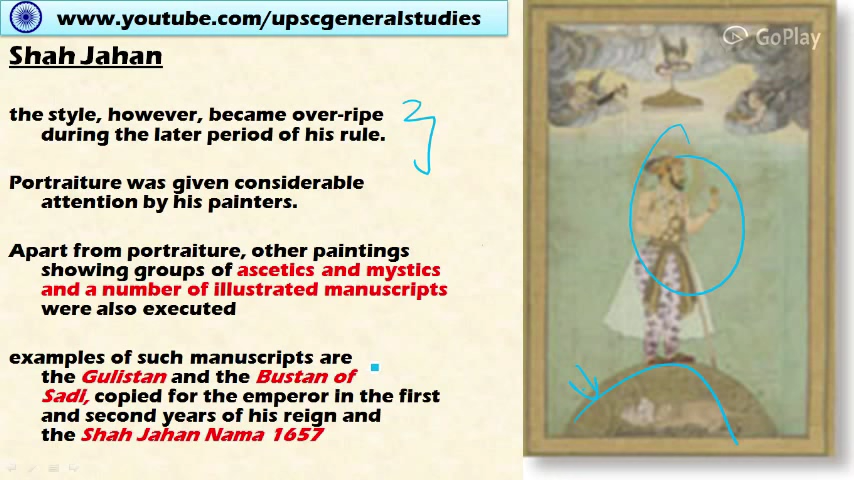 www.youtube.com/upscgeneralstudies
Shah Jahan
the style, however, became over-ripe
during the later period of his rule.
Portraiture was given considerable
attention by his painters.
Apart from portraiture, other paintings
showing groups of ascetics and mystics
and a number of illustrated manuscripts
were also executed
examples of such manuscripts are
the Gulistan and the Bustan of
Sadi, copied for the emperor in the first
and second years of his reign and
the Shah Jahan Nama 1657
GoPlay